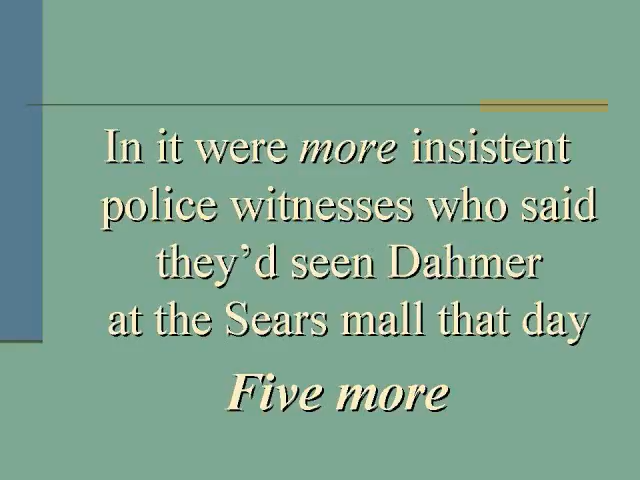 In it were more insistent
police witnesses who said
they’d seen Dahmer
at the Sears mall that day
Five more